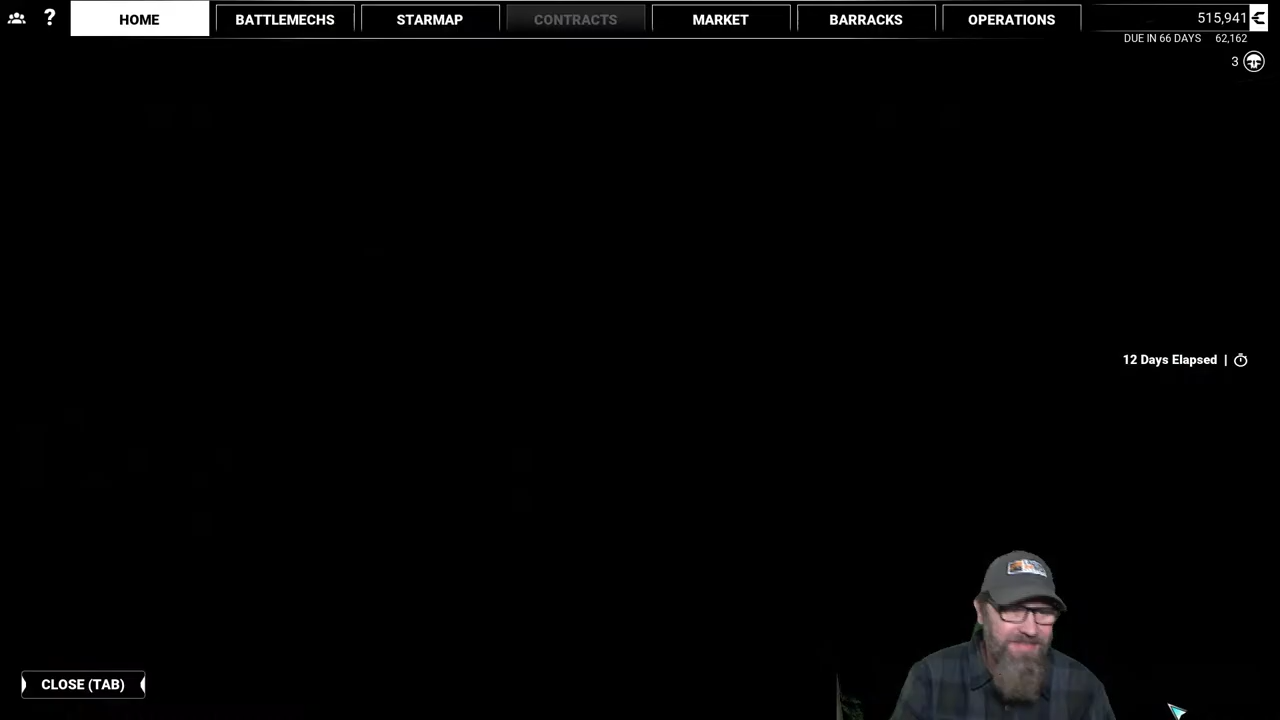 ?
HOME
BATTLEMECHS
STARMAP
CONTRACTS
MARKET
BARRACKS
OPERATIONS
515,941
DUE IN 66 DAYS 62,162
3
12 Days Elapsed |
CLOSE (TAB)